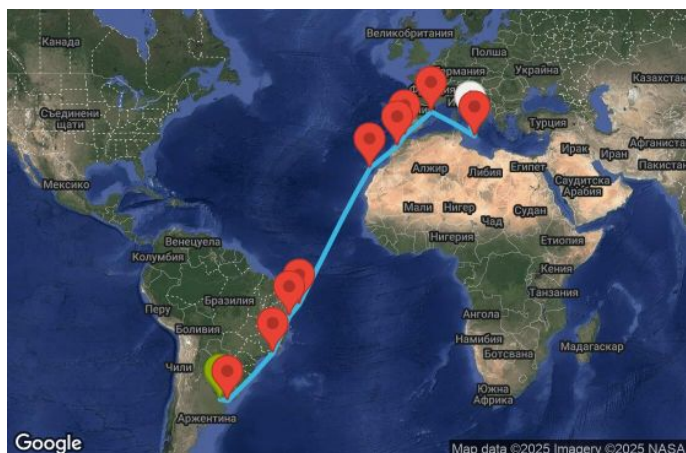 Великобритания
Канада
Полша
Германия
Украйна
Казахстан
Съединени
щати
Турция
Афганистан
Ирак
Иран
Пакистан
Алжир
Либия
Египет
Саудитска
Арабия
Мексико
Мали
Нигер
Чад
Судан
Венецуела
Нигерия
Етиопия
Колумбия
Кения
Бразилия
Танзания
Перу
Ангола
Боливия
Намибия
Мадагаскар
Ботсвана
Чили
Южна
Африка
Аржентина
Google
Map data ©2025 Imagery ©2025 NASA